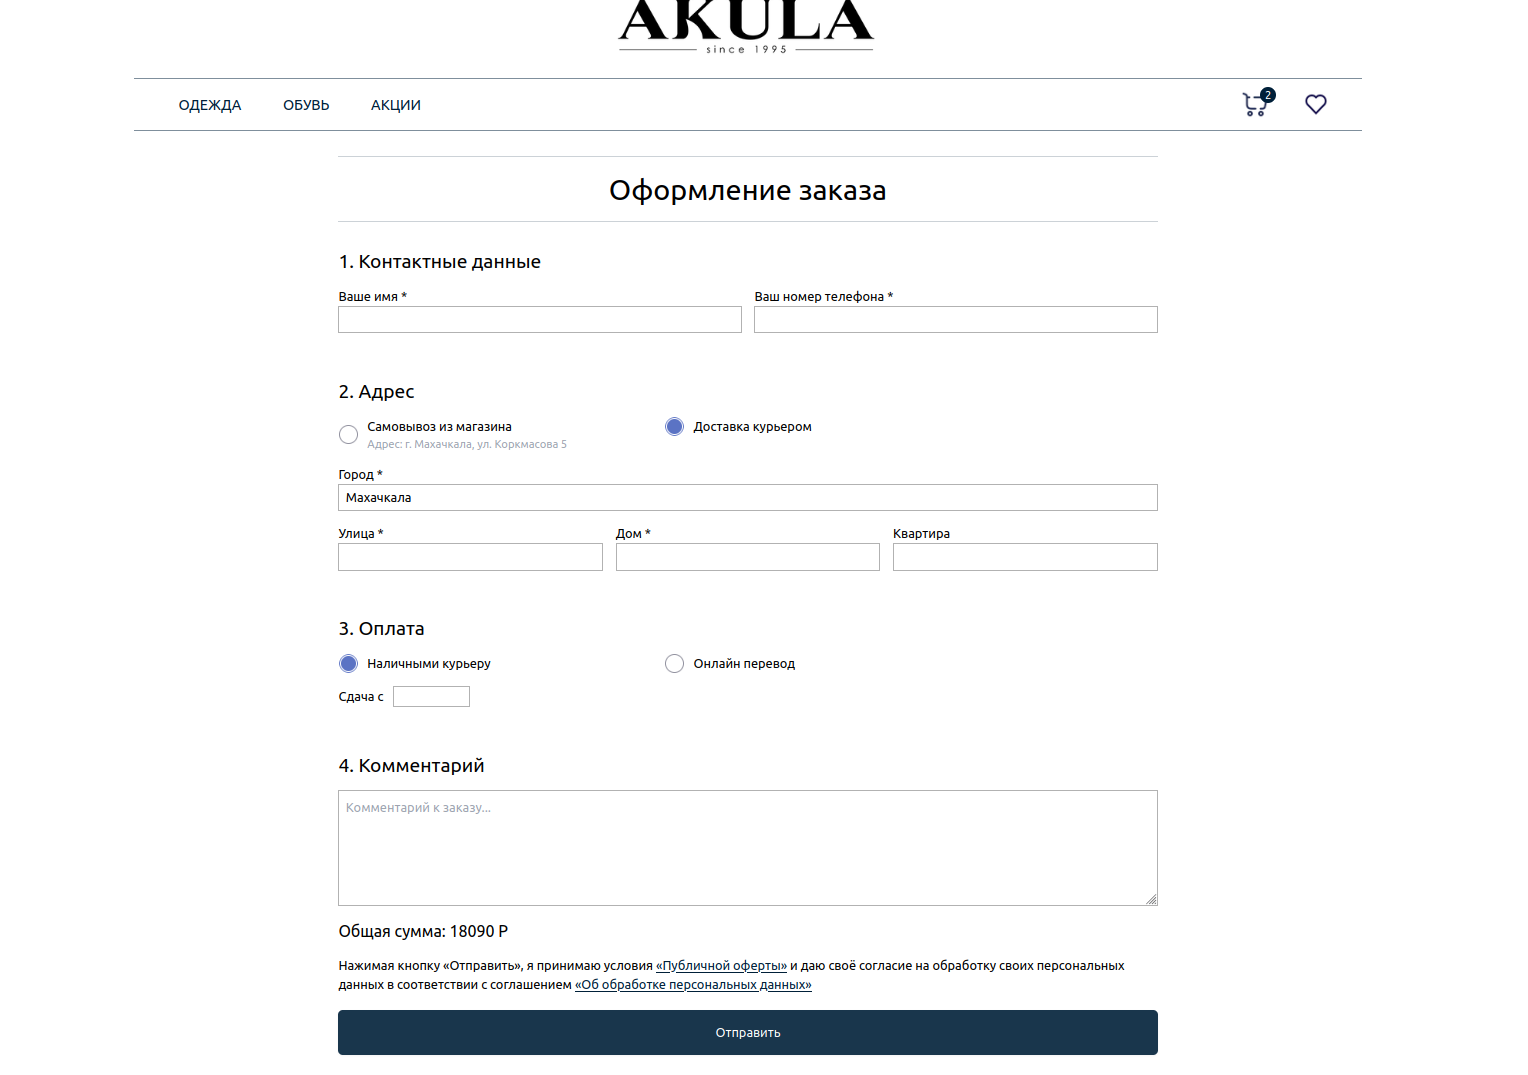 AKULA
since 1995
ОДЕЖДА ОБУВЬ АКЦИИ 2
Оформление заказа
1. Контактные данные
Ваше имя * Ваш номер телефона *
2. Адрес
Самовывоз из магазина Доставка курьером
Адрес: г. Махачкала, ул. Коркмасова 5
Город *
Махачкала
Улица * Дом * Квартира
3. Оплата
Наличными курьеру Онлайн перевод
Сдача с
4. Комментарий
Комментарий к заказу...
Общая сумма: 18090 Р
Нажимая кнопку «Отправить», я принимаю условия «Публичной оферты» и даю своё согласие на обработку своих персональных
данных в соответствии с соглашением «Об обработке персональных данных»
Отправить